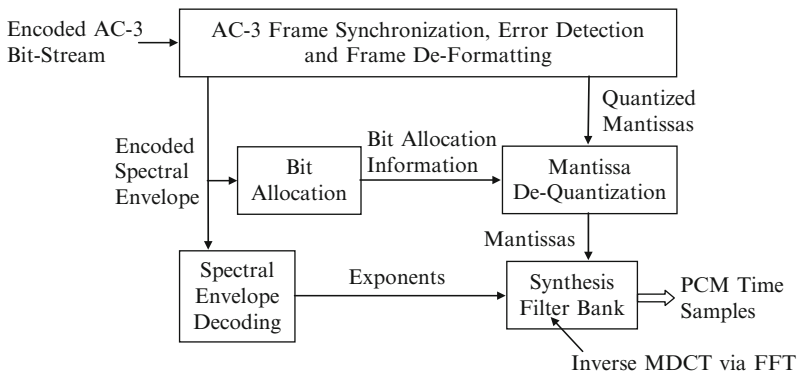 Encoded AC-3
Bit-Stream
AC-3 Frame Synchronization, Error Detection
and Frame De-Formatting
Quantized
Mantissas
Encoded
Spectral
Envelope
Bit
Allocation
Bit Allocation
Information
Mantissa
De-Quantization
Mantissas
Spectral
Envelope
Decoding
Exponents
Synthesis
Filter Bank
PCM Time
Samples
Inverse MDCT via FFT